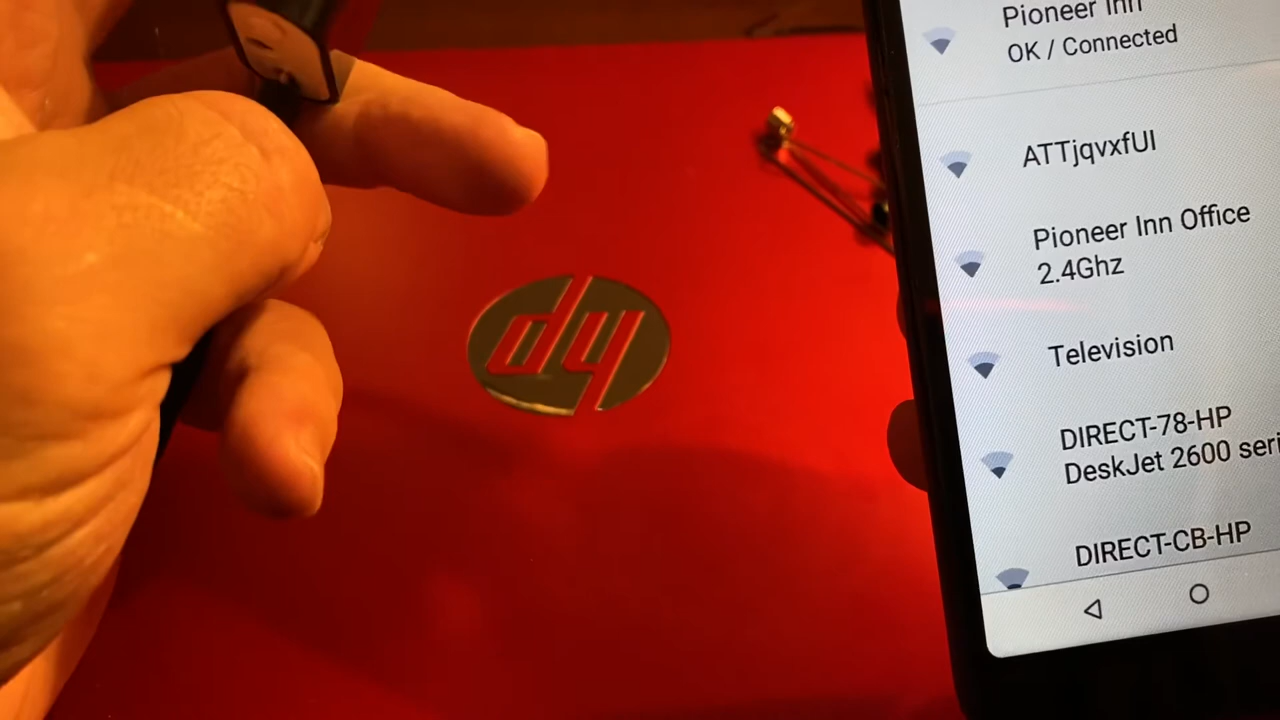 Pioneer Inn
OK / Connected
ATTjqvxfUI
Pioneer Inn Office
2.4Ghz
Television
DIRECT-78-HP
DeskJet 2600 seri
DIRECT-CB-HP
hp